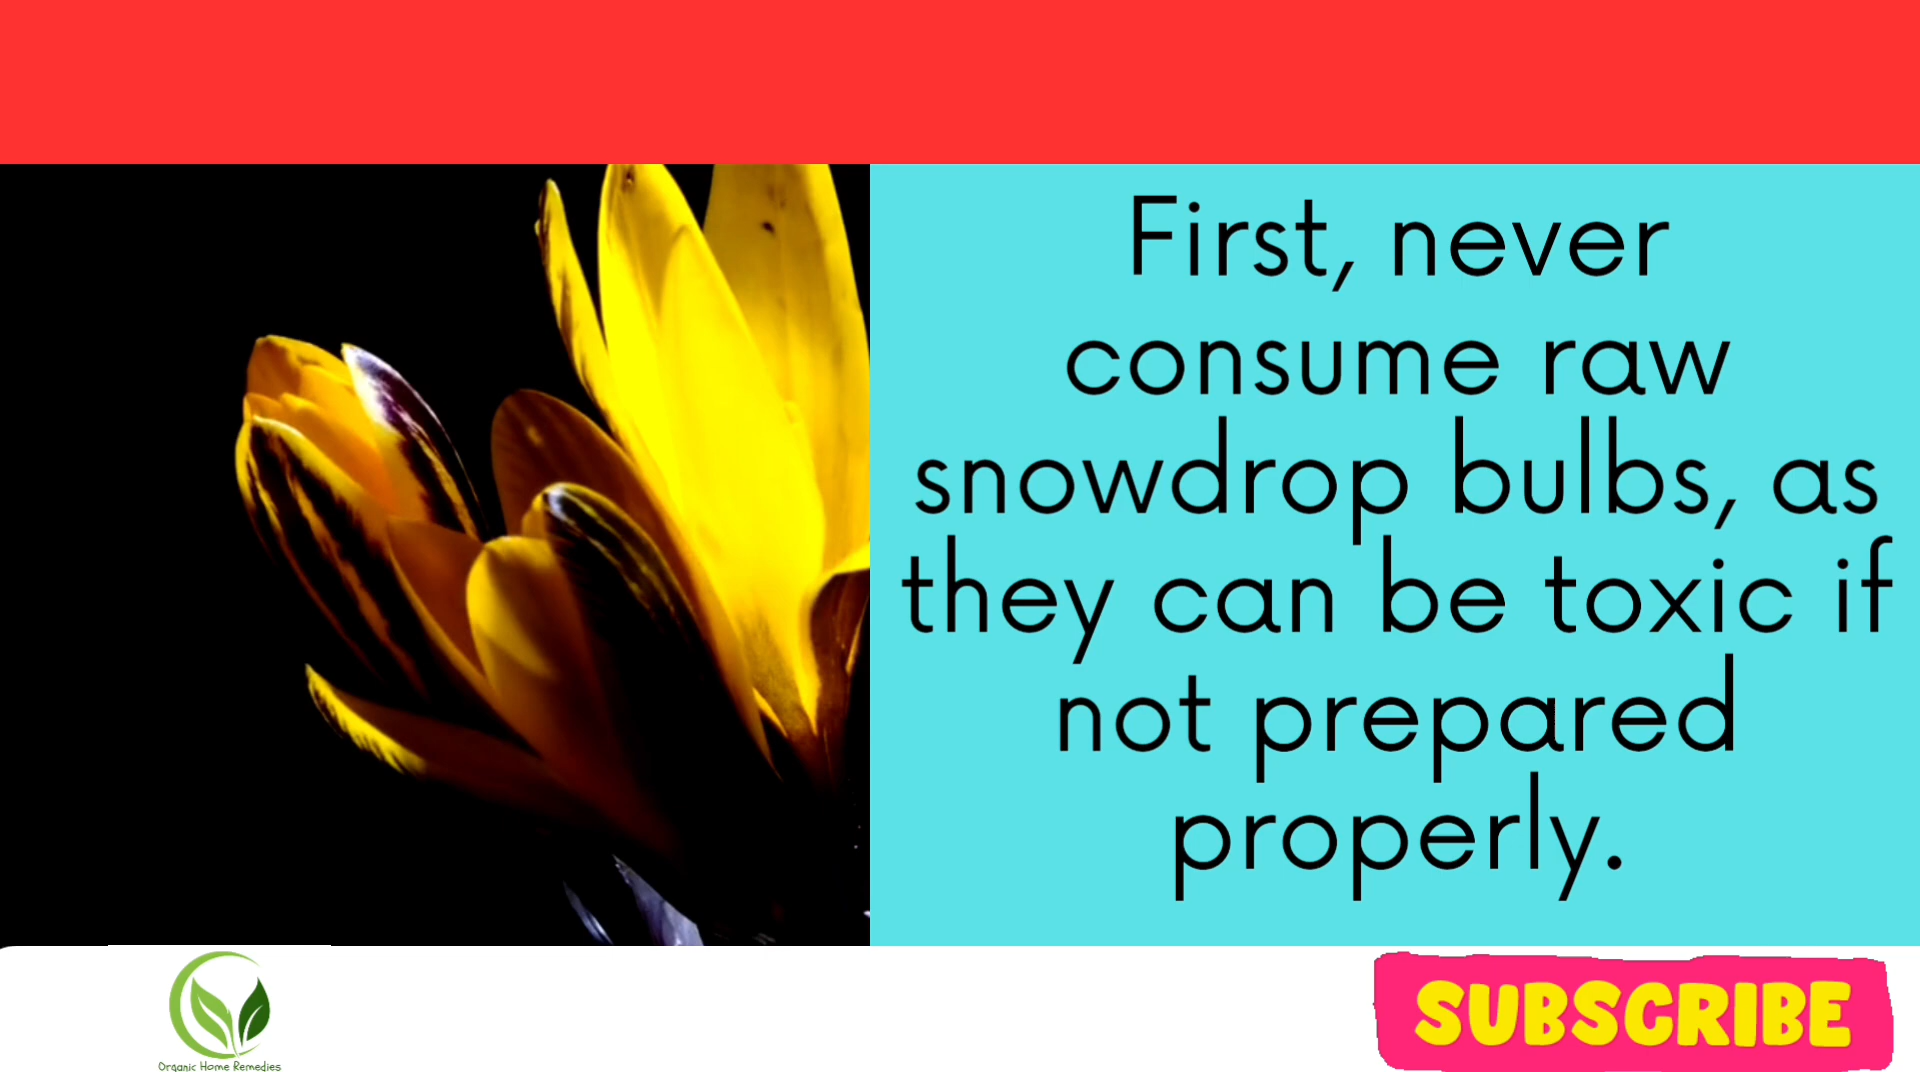 First, never
consume raw
snowdrop bulbs, as
they can be toxic if
not prepared
properly.
Organic Home Remedies
SUBSCRIBE